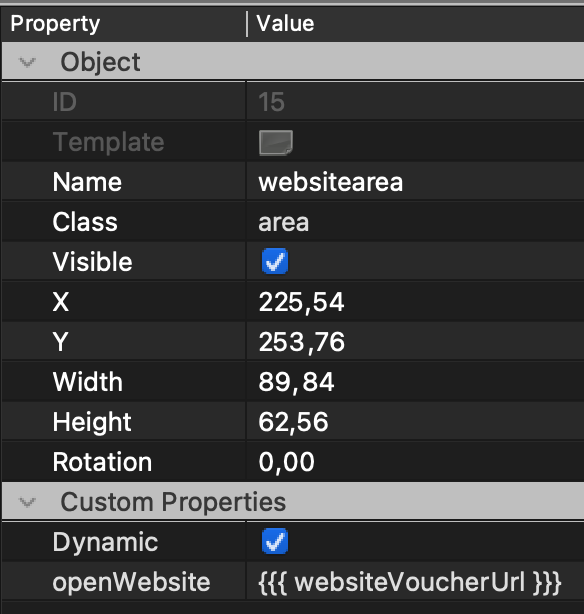 Property Value
Object
ID 15
Template
Name websitearea
Class area
Visible
X 225,54
Y 253,76
Width 89,84
Height 62,56
Rotation 0,00
Custom Properties
Dynamic
openWebsite {{{ websiteVoucherUrl }}}